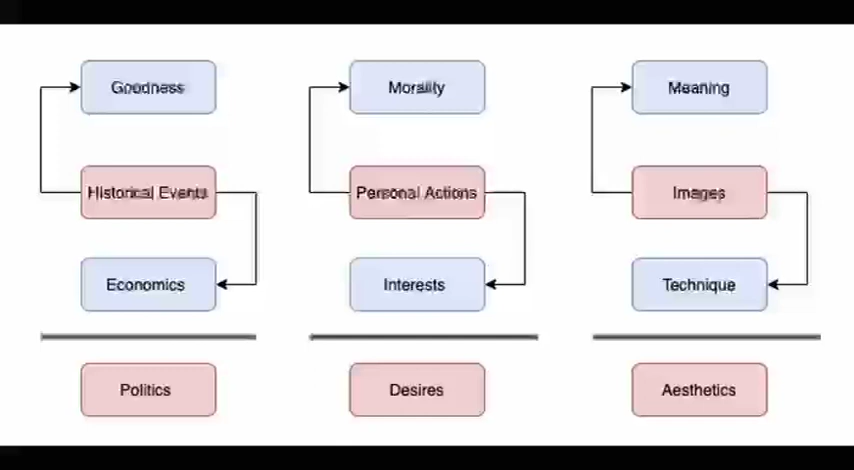 Goodness
Morality
Meaning
Historical Events
Personal Actions
Images
Economics
Interests
Technique
Politics
Desires
Aesthetics